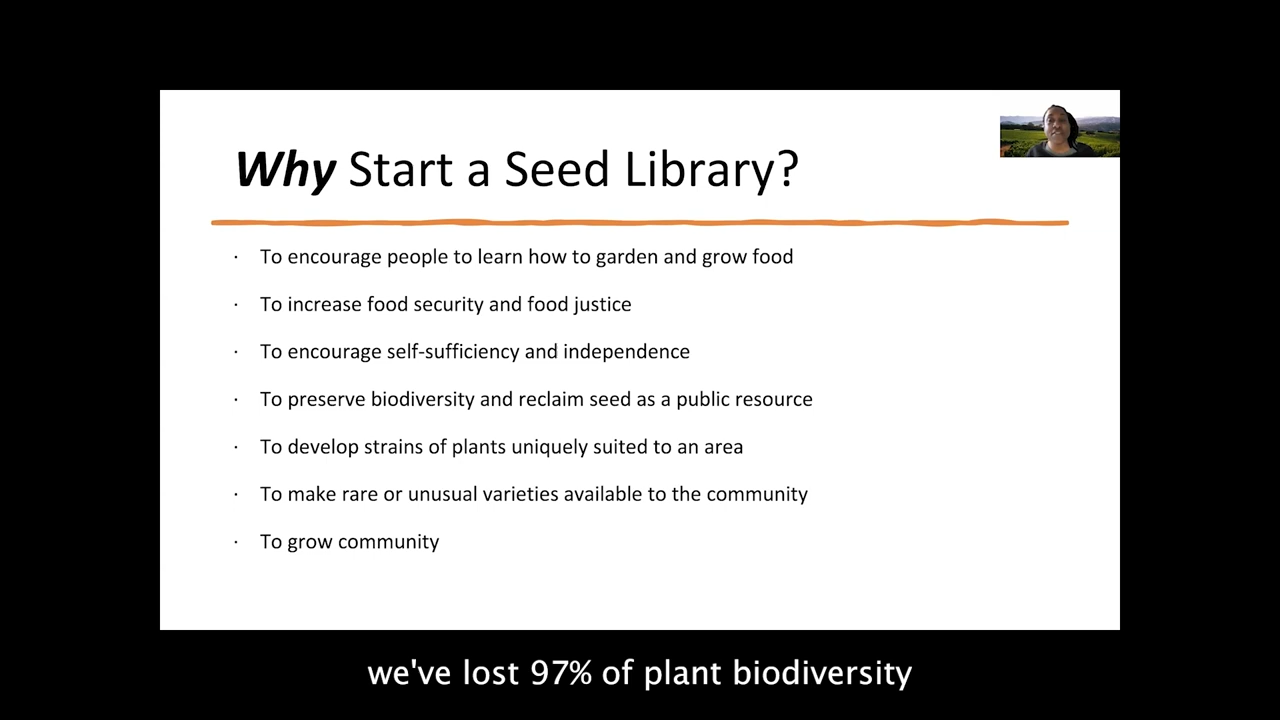 Why Start a Seed Library?
· To encourage people to learn how to garden and grow food
· To increase food security and food justice
· To encourage self-sufficiency and independence
· To preserve biodiversity and reclaim seed as a public resource
· To develop strains of plants uniquely suited to an area
· To make rare or unusual varieties available to the community
· To grow community
we've lost 97% of plant biodiversity